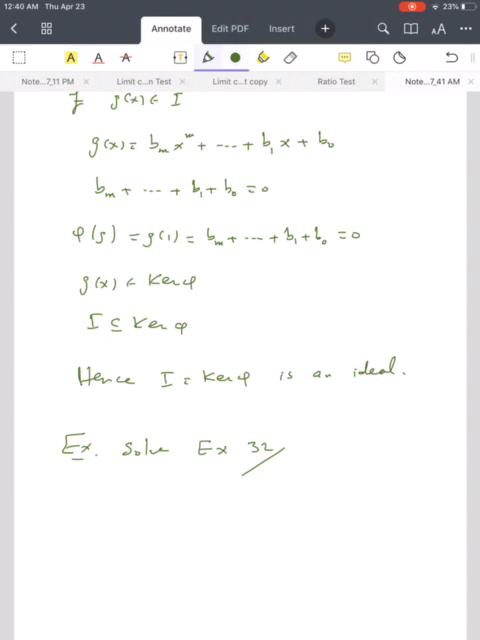 12:40 AM Thu Apr 23
23%
Annotate Edit PDF Insert
Note...7_11 PM Limit c...n Test Limit c...t copy Ratio Test Note...7_41 AM
If g(x) ∈ I
g(x) = bₘxᵐ + ... + b₁x + b₀
bₘ + ... + b₁ + b₀ = 0
φ(g) = g(1) = bₘ + ... + b₁ + b₀ = 0
g(x) ∈ Ker φ
I ⊆ Ker φ
Hence I = Ker φ is an ideal.
Ex. Solve Ex 32